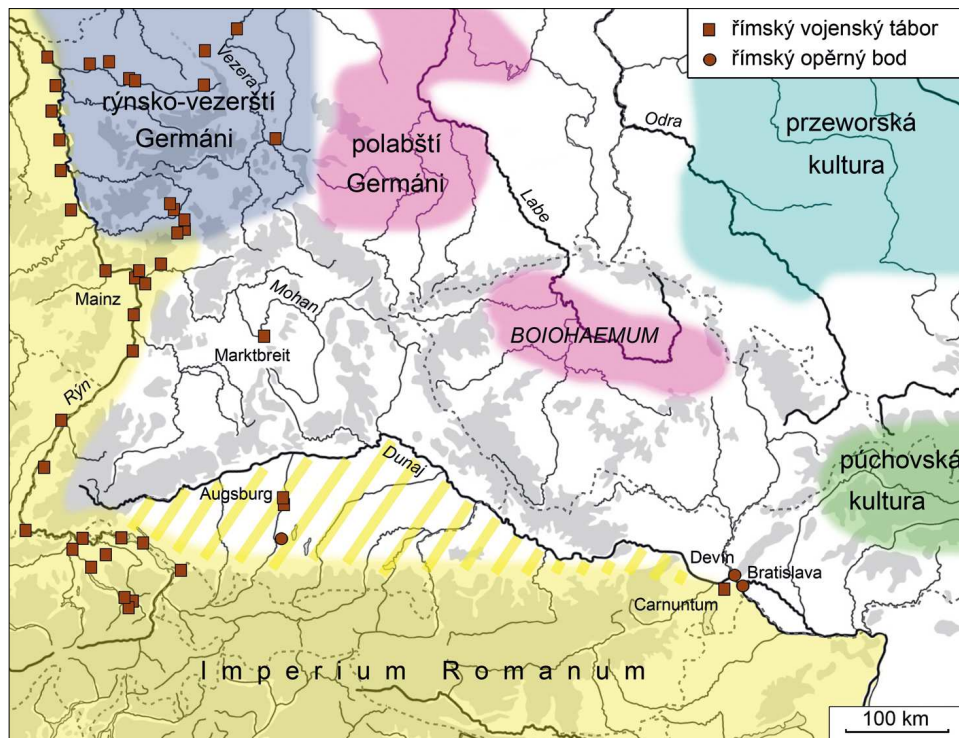 římský vojenský tábor
římský opěrný bod
Vezera
rýnsko-vezerští
Germáni
polabští
Germáni
Odra
przeworská
kultura
Labe
Mainz
Mohan
Marktbreit
BOIOHAEMUM
Rýn
Dunaj
Augsburg
púchovská
kultura
Devín
Bratislava
Carnuntum
Imperium Romanum
100 km